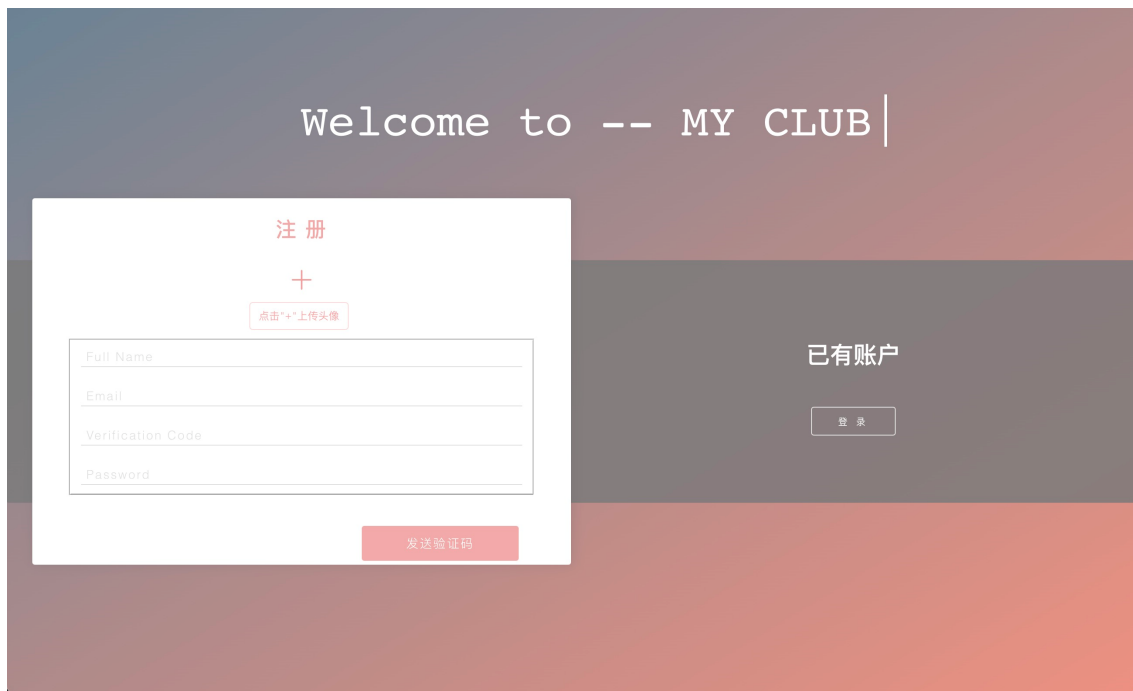 Welcome to -- MY CLUB
注 册
点击"+"上传头像
Full Name
Email
Verification Code
Password
发送验证码
已有账户
登 录